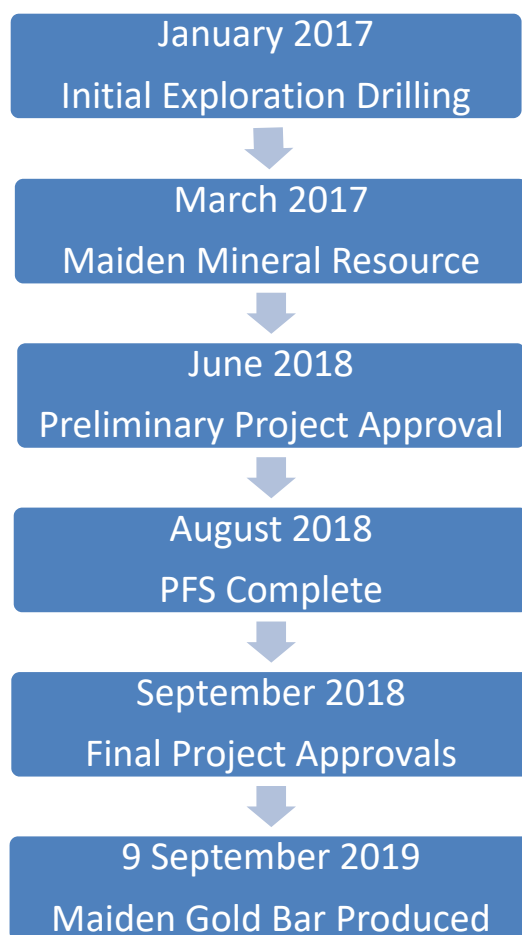 January 2017
Initial Exploration Drilling
March 2017
Maiden Mineral Resource
June 2018
Preliminary Project Approval
August 2018
PFS Complete
September 2018
Final Project Approvals
9 September 2019
Maiden Gold Bar Produced